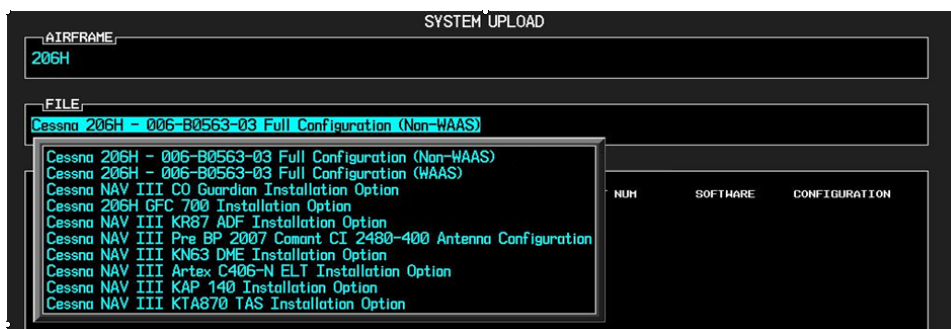 SYSTEM UPLOAD
AIRFRAME
206H
FILE
Cessna 206H - 006-B0563-03 Full Configuration (Non-WAAS)
Cessna 206H - 006-B0563-03 Full Configuration (Non-WAAS)
Cessna 206H - 006-B0563-03 Full Configuration (WAAS)
Cessna NAV III CO Guardian Installation Option
Cessna 206H GFC 700 Installation Option
Cessna NAV III KR87 ADF Installation Option
Cessna NAV III Pre BP 2007 Comant CI 2480-400 Antenna Configuration
Cessna NAV III KN63 DME Installation Option
Cessna NAV III Artex C406-N ELT Installation Option
Cessna NAV III KAP 140 Installation Option
Cessna NAV III KTA870 TAS Installation Option
NUM SOFTWARE CONFIGURATION